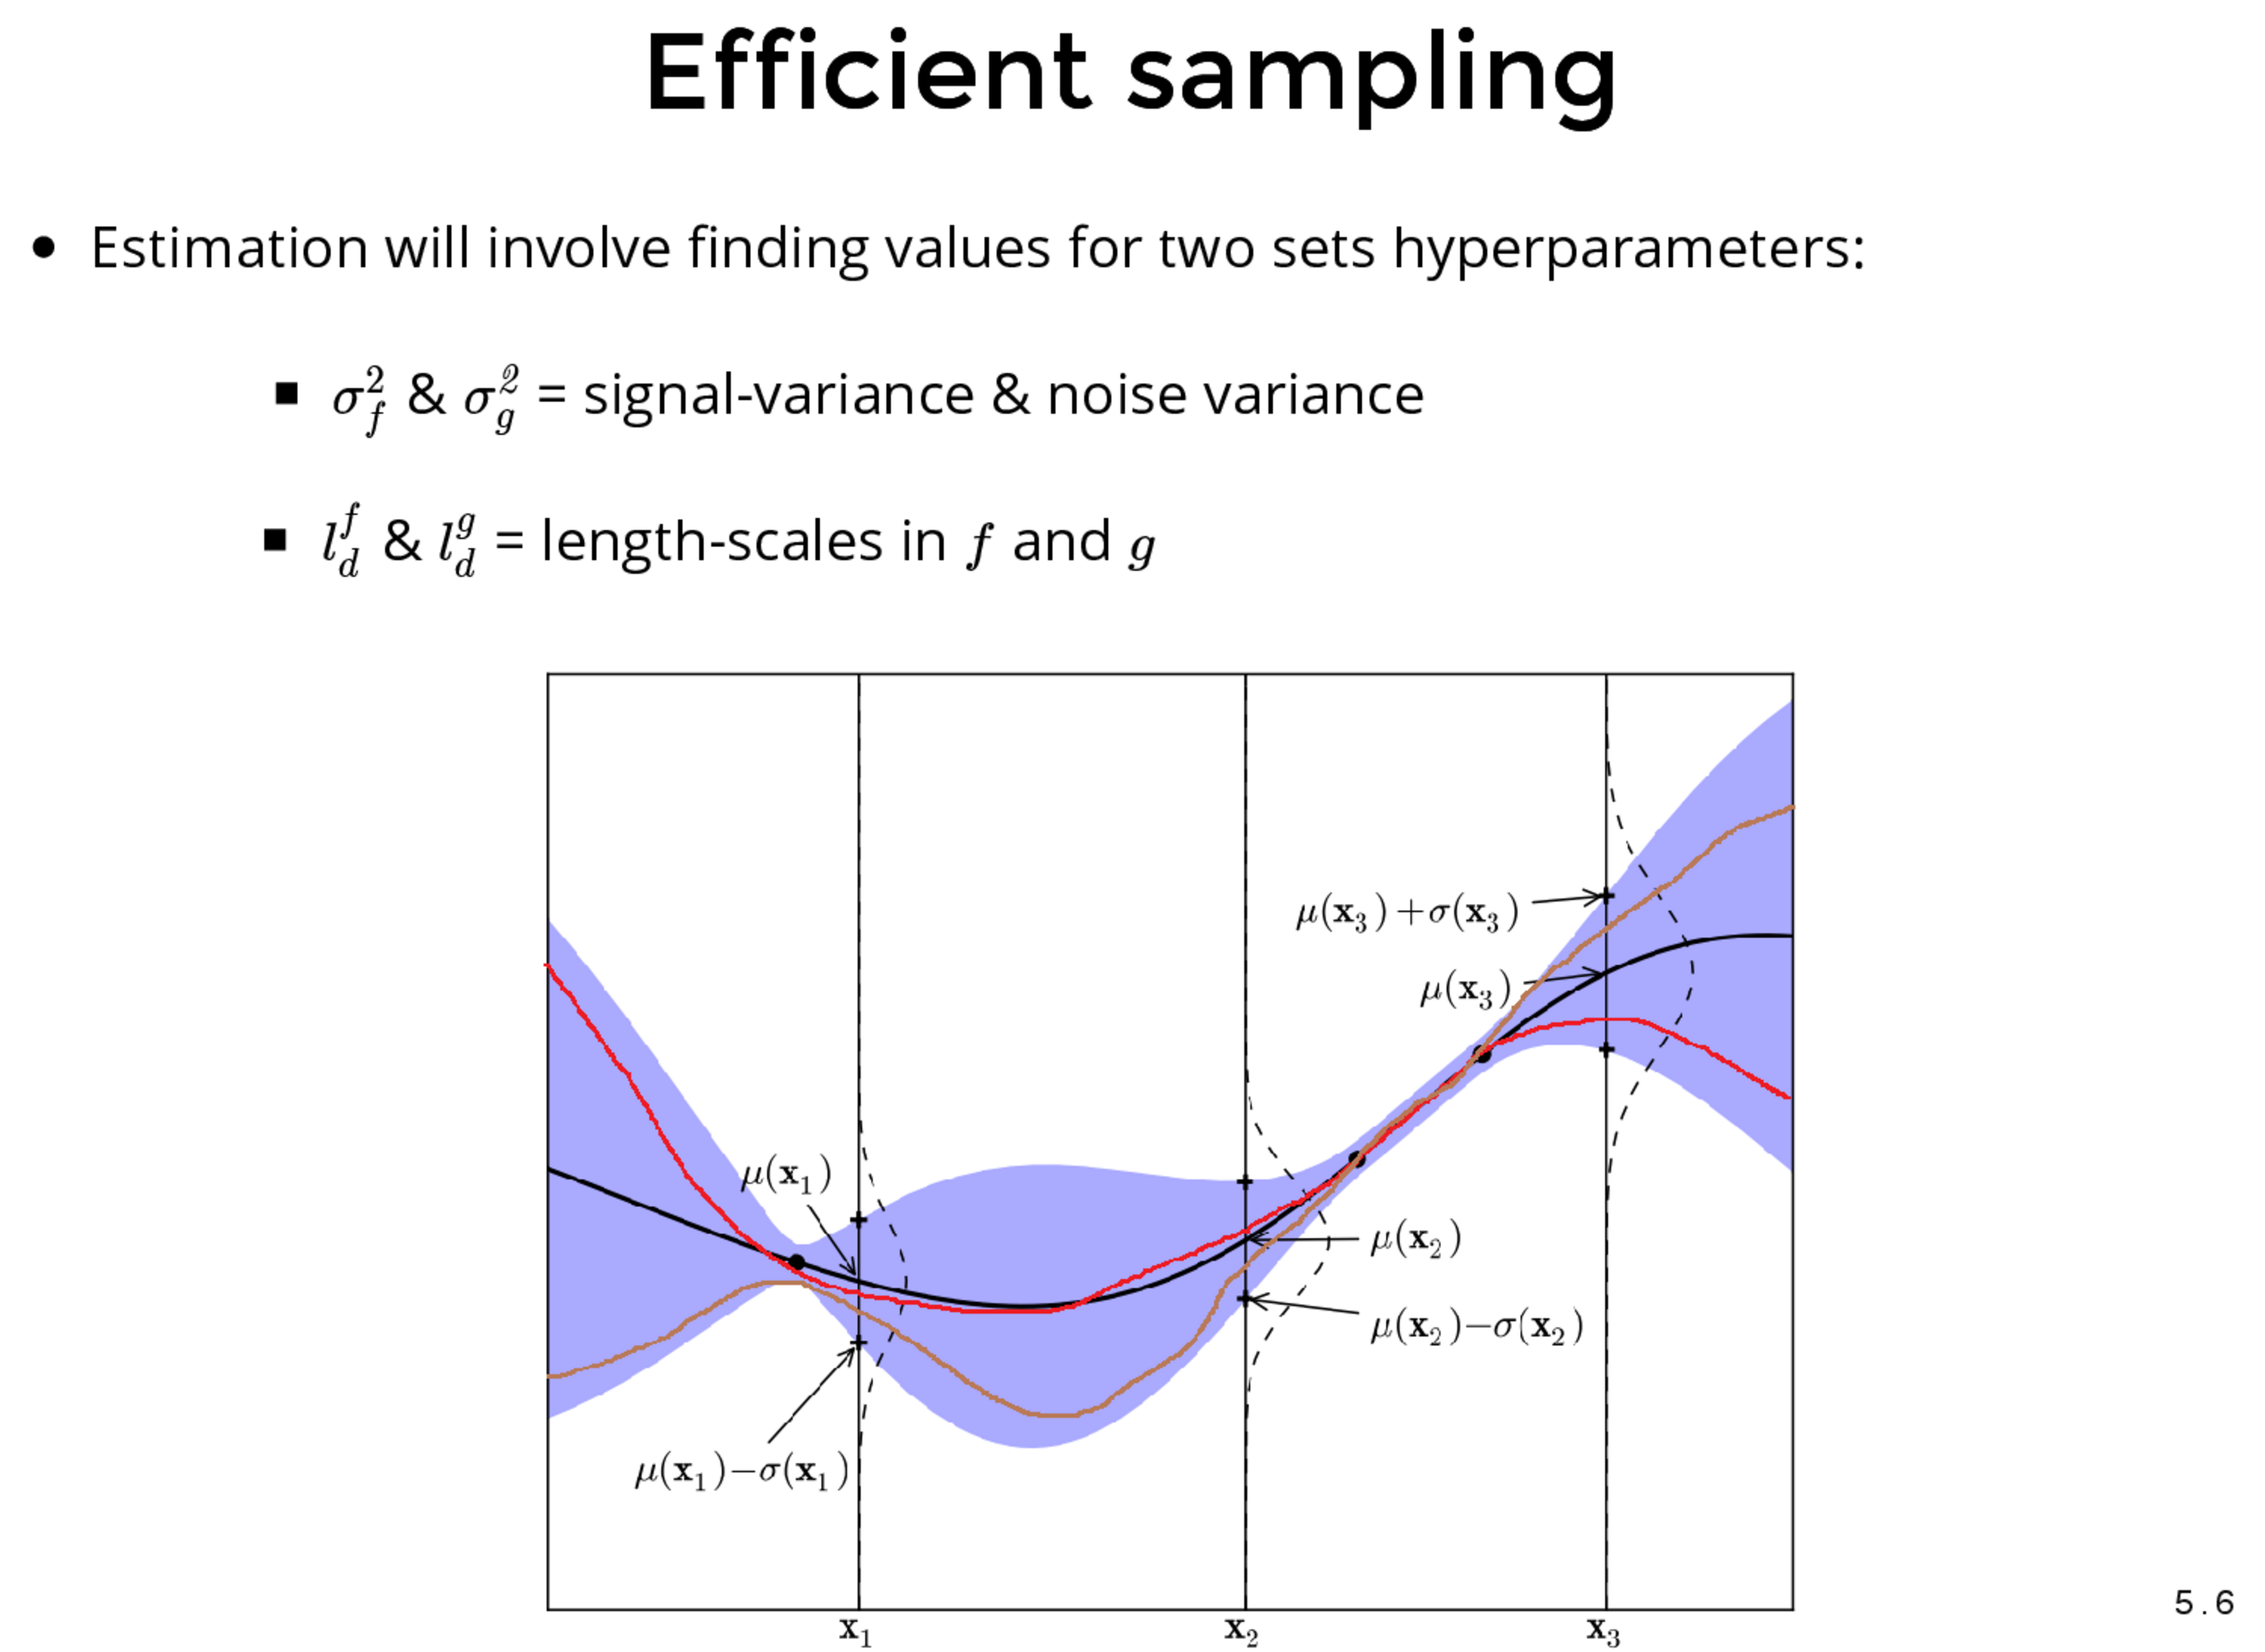 Efficient sampling
• Estimation will involve finding values for two sets hyperparameters:
▪ σ_f^2 & σ_g^2 = signal-variance & noise variance
▪ l_d^f & l_d^g = length-scales in f and g
μ(x₃)+σ(x₃)
μ(x₃)
μ(x₁)
μ(x₂)
μ(x₂)−σ(x₂)
μ(x₁)−σ(x₁)
x₁ x₂ x₃
5.6